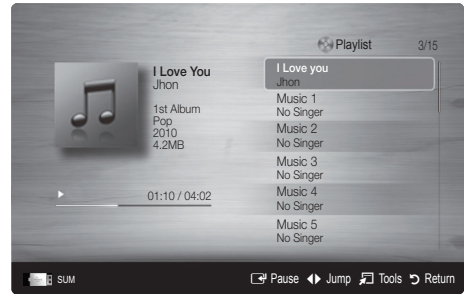 Playlist 3/15
I Love You
Jhon
1st Album
Pop
2010
4.2MB
01:10 / 04:02
I Love you
Jhon
Music 1
No Singer
Music 2
No Singer
Music 3
No Singer
Music 4
No Singer
Music 5
No Singer
SUM Pause Jump Tools Return